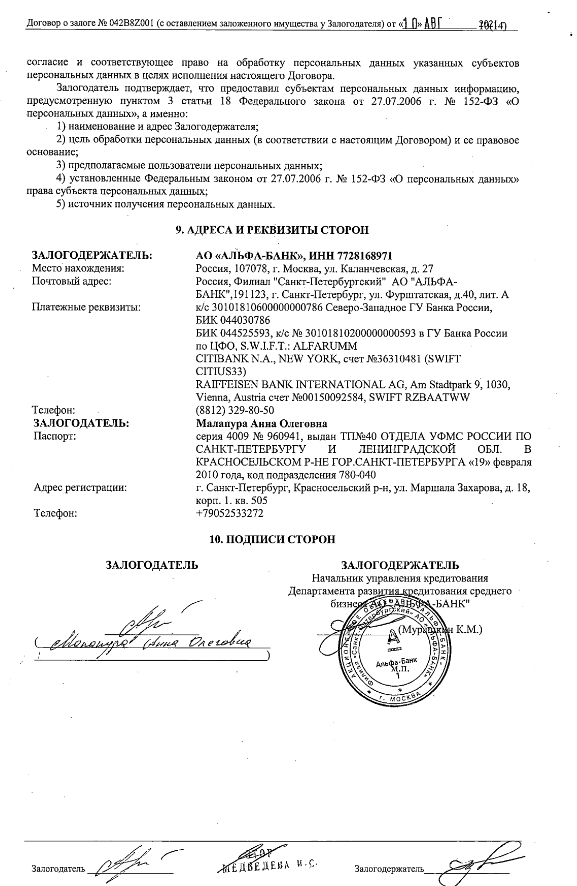 Договор о залоге № 042B8Z001 (с оставлением заложенного имущества у Залогодателя) от «10» АВГ 2021 г.
согласие и соответствующее право на обработку персональных данных указанных субъектов
персональных данных в целях исполнения настоящего Договора.
Залогодатель подтверждает, что предоставил субъектам персональных данных информацию,
предусмотренную пунктом 3 статьи 18 Федерального закона от 27.07.2006 г. № 152-ФЗ «О
персональных данных», а именно:
1) наименование и адрес Залогодержателя;
2) цель обработки персональных данных (в соответствии с настоящим Договором) и ее правовое
основание;
3) предполагаемые пользователи персональных данных;
4) установленные Федеральным законом от 27.07.2006 г. № 152-ФЗ «О персональных данных»
права субъекта персональных данных;
5) источник получения персональных данных.
9. АДРЕСА И РЕКВИЗИТЫ СТОРОН
ЗАЛОГОДЕРЖАТЕЛЬ: АО «АЛЬФА-БАНК», ИНН 7728168971
Место нахождения: Россия, 107078, г. Москва, ул. Каланчевская, д. 27
Почтовый адрес: Россия, Филиал "Санкт-Петербургский" АО "АЛЬФА-
БАНК",191123, г. Санкт-Петербург, ул. Фурштатская, д.40, лит. А
Платежные реквизиты: к/с 30101810600000000786 Северо-Западное ГУ Банка России,
БИК 044030786
БИК 044525593, к/с № 30101810200000000593 в ГУ Банка России
по ЦФО, S.W.I.F.T.: ALFARUMM
CITIBANK N.A., NEW YORK, счет №36310481 (SWIFT
CITIUS33)
RAIFFEISEN BANK INTERNATIONAL AG, Am Stadtpark 9, 1030,
Vienna, Austria счет №00150092584, SWIFT RZBAATWW
Телефон: (8812) 329-80-50
ЗАЛОГОДАТЕЛЬ: Малапура Анна Олеговна
Паспорт: серия 4009 № 960941, выдан ТП№40 ОТДЕЛА УФМС РОССИИ ПО
САНКТ-ПЕТЕРБУРГУ И ЛЕНИНГРАДСКОЙ ОБЛ. В
КРАСНОСЕЛЬСКОМ Р-НЕ ГОР.САНКТ-ПЕТЕРБУРГА «19» февраля
2010 года, код подразделения 780-040
Адрес регистрации: г. Санкт-Петербург, Красносельский р-н, ул. Маршала Захарова, д. 18,
корп. 1. кв. 505
Телефон: +79052533272
10. ПОДПИСИ СТОРОН
ЗАЛОГОДАТЕЛЬ ЗАЛОГОДЕРЖАТЕЛЬ
Начальник управления кредитования
Департамента развития кредитования среднего
бизнеса АО "АЛЬФА-БАНК"
(Мурашкин К.М.)
(Малапура Анна Олеговна)
Альфа-Банк
М.П.
1
г. МОСКВА
Залогодатель МЕДВЕДЕВА И.С. Залогодержатель